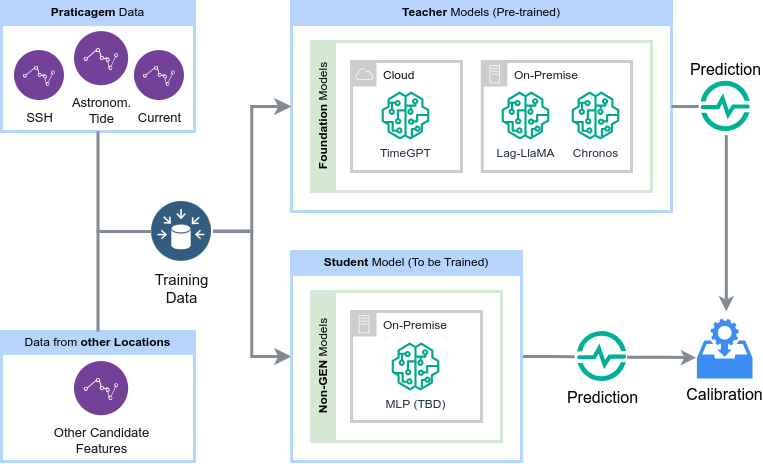 Praticagem Data
SSH
Astronom.
Tide
Current
Training
Data
Data from other Locations
Other Candidate
Features
Teacher Models (Pre-trained)
Foundation Models
Cloud
TimeGPT
On-Premise
Lag-LlaMA
Chronos
Prediction
Student Model (To be Trained)
Non-GEN Models
On-Premise
MLP (TBD)
Prediction
Calibration